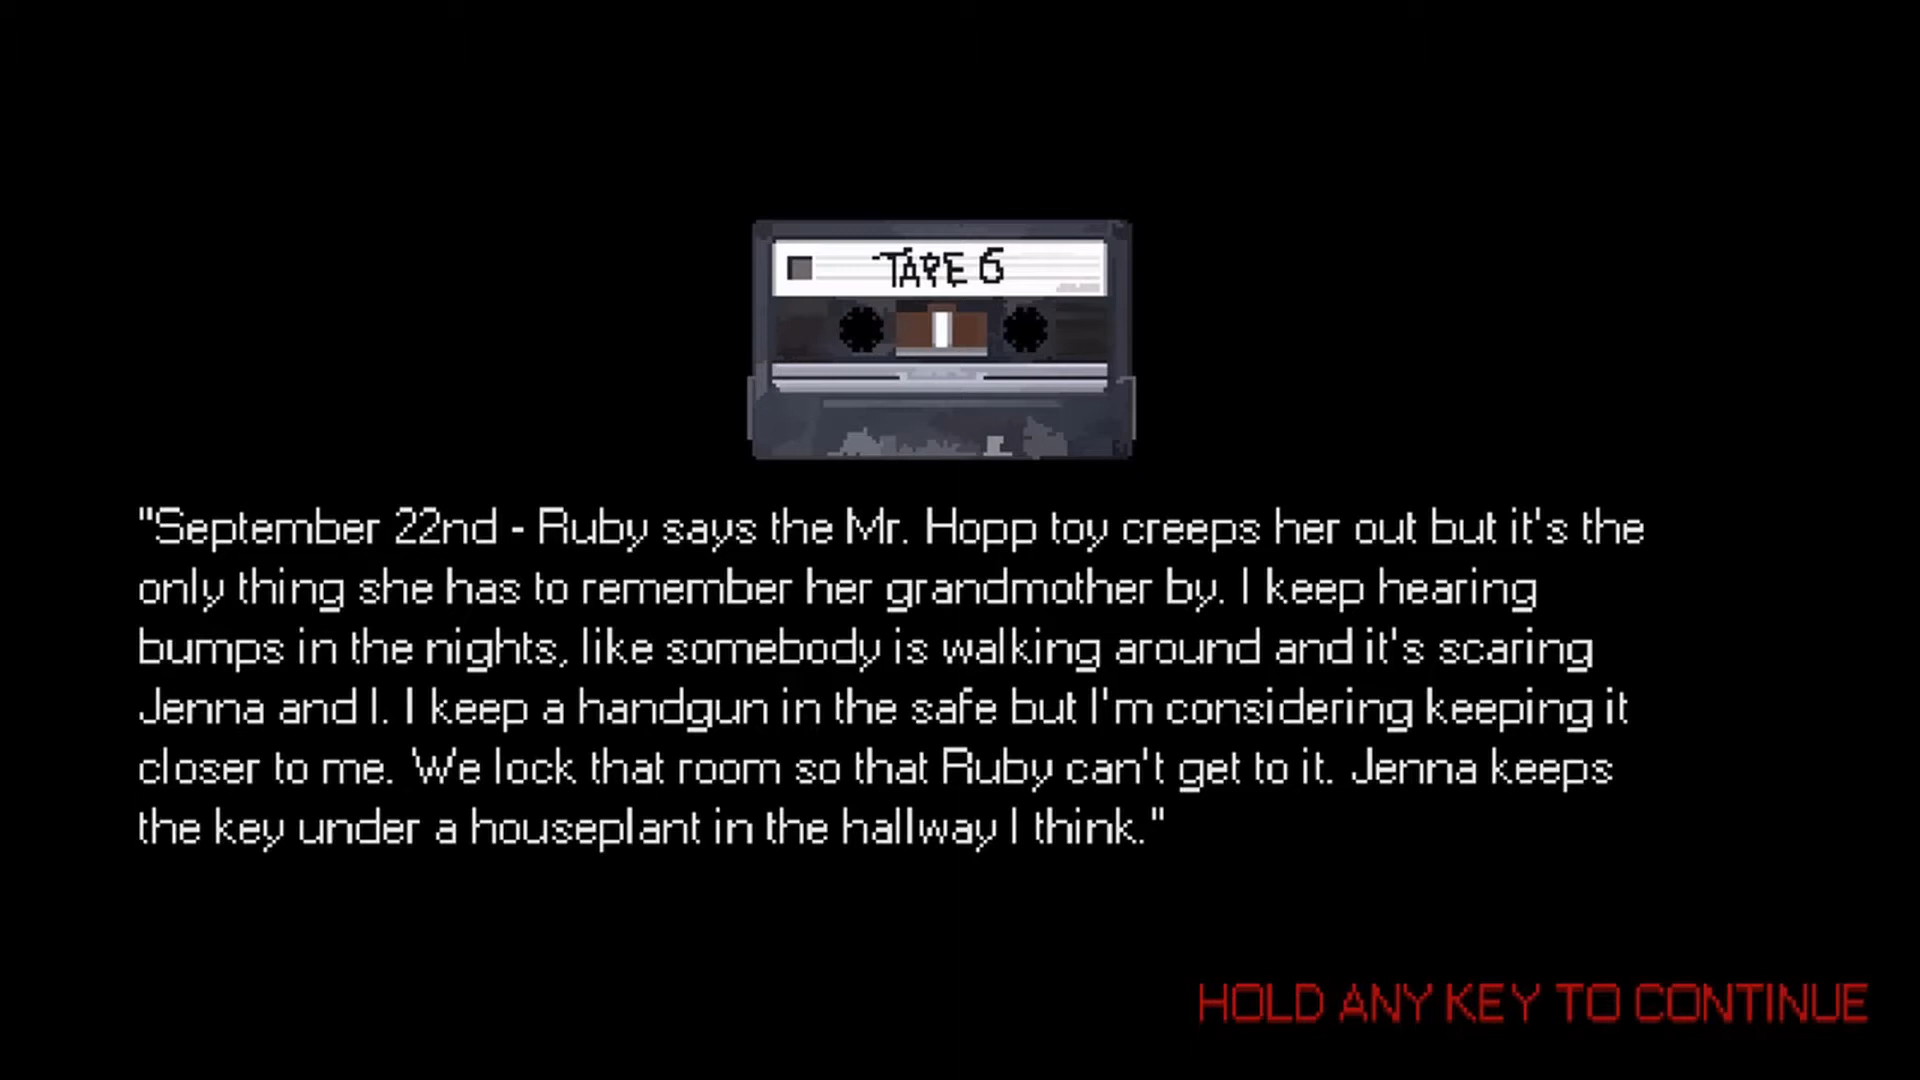 TAPE 6
"September 22nd - Ruby says the Mr. Hopp toy creeps her out but it's the
only thing she has to remember her grandmother by. I keep hearing
bumps in the nights, like somebody is walking around and it's scaring
Jenna and I. I keep a handgun in the safe but I'm considering keeping it
closer to me. We lock that room so that Ruby can't get to it. Jenna keeps
the key under a houseplant in the hallway I think."
HOLD ANY KEY TO CONTINUE